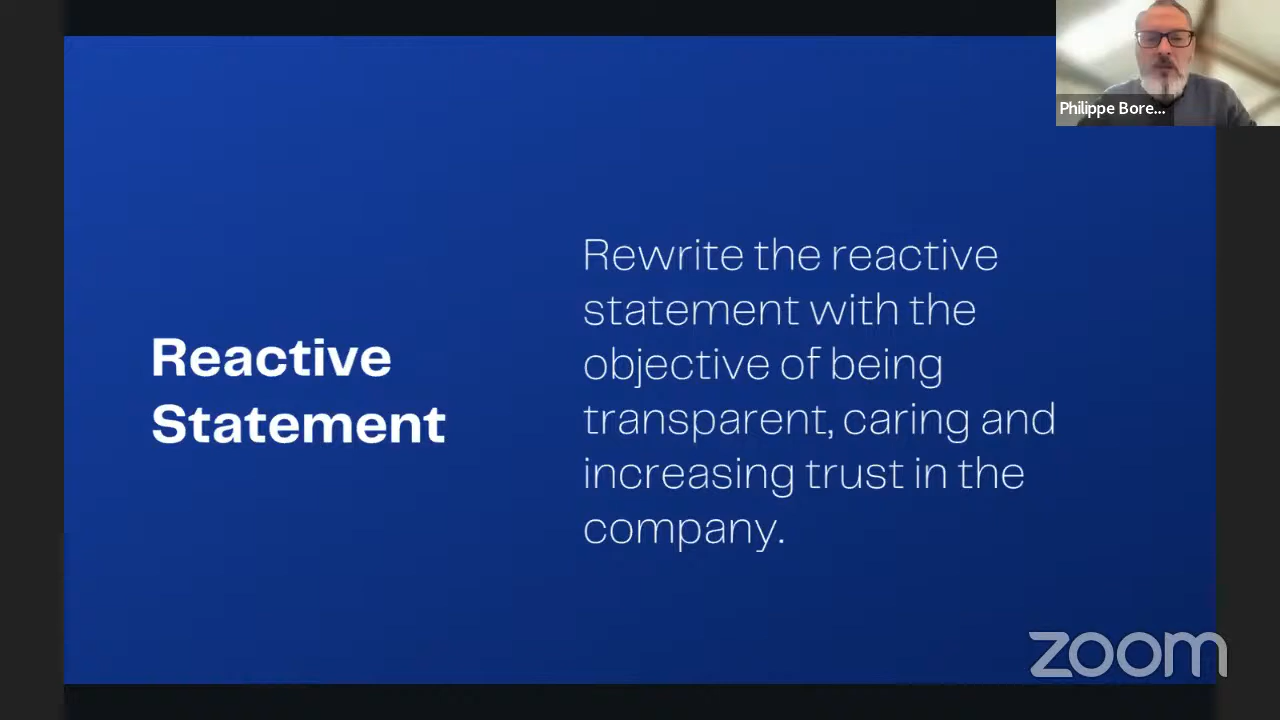 Philippe Bore...
Reactive
Statement
Rewrite the reactive
statement with the
objective of being
transparent, caring and
increasing trust in the
company.
zoom